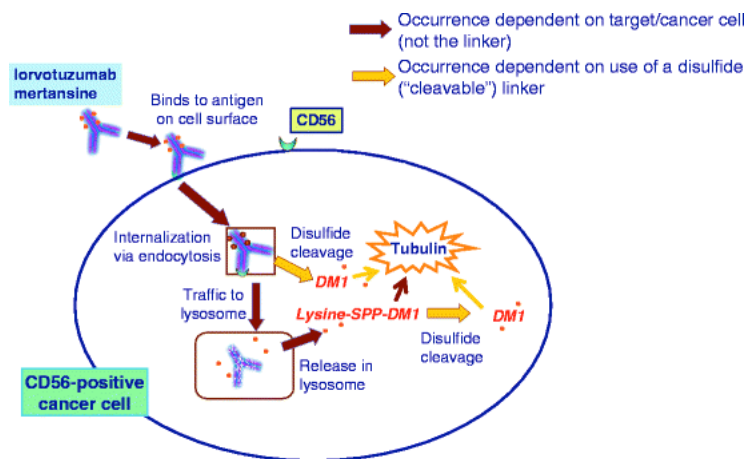 Occurrence dependent on target/cancer cell
(not the linker)
Occurrence dependent on use of a disulfide
(“cleavable”) linker
lorvotuzumab
mertansine
Binds to antigen
on cell surface
CD56
Internalization
via endocytosis
Disulfide
cleavage
Tubulin
DM1
Traffic to
lysosome
Lysine-SPP-DM1
DM1
Disulfide
cleavage
Release in
lysosome
CD56-positive
cancer cell